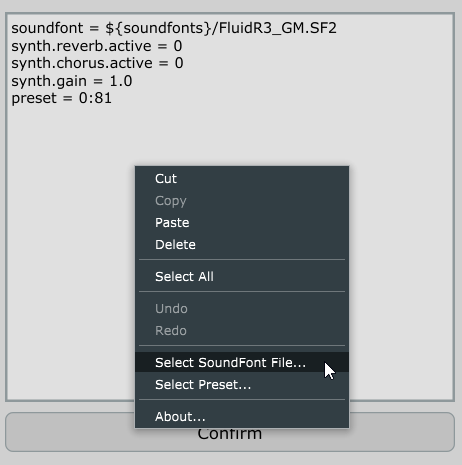 soundfont = ${soundfonts}/FluidR3_GM.SF2
synth.reverb.active = 0
synth.chorus.active = 0
synth.gain = 1.0
preset = 0:81
Cut
Copy
Paste
Delete
Select All
Undo
Redo
Select SoundFont File...
Select Preset...
About...
Confirm